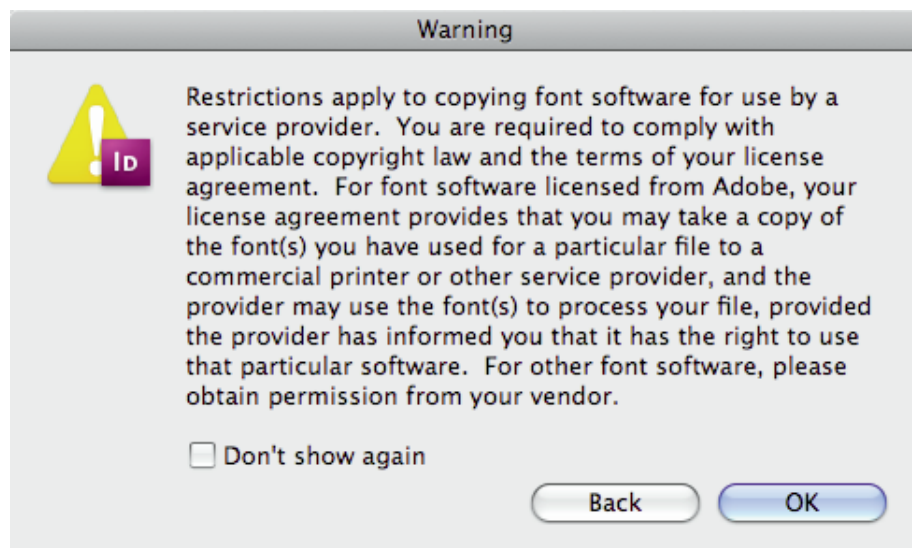 Warning
Restrictions apply to copying font software for use by a
service provider.  You are required to comply with
applicable copyright law and the terms of your license
agreement.  For font software licensed from Adobe, your
license agreement provides that you may take a copy of
the font(s) you have used for a particular file to a
commercial printer or other service provider, and the
provider may use the font(s) to process your file, provided
the provider has informed you that it has the right to use
that particular software.  For other font software, please
obtain permission from your vendor.
ID
Don't show again
Back
OK